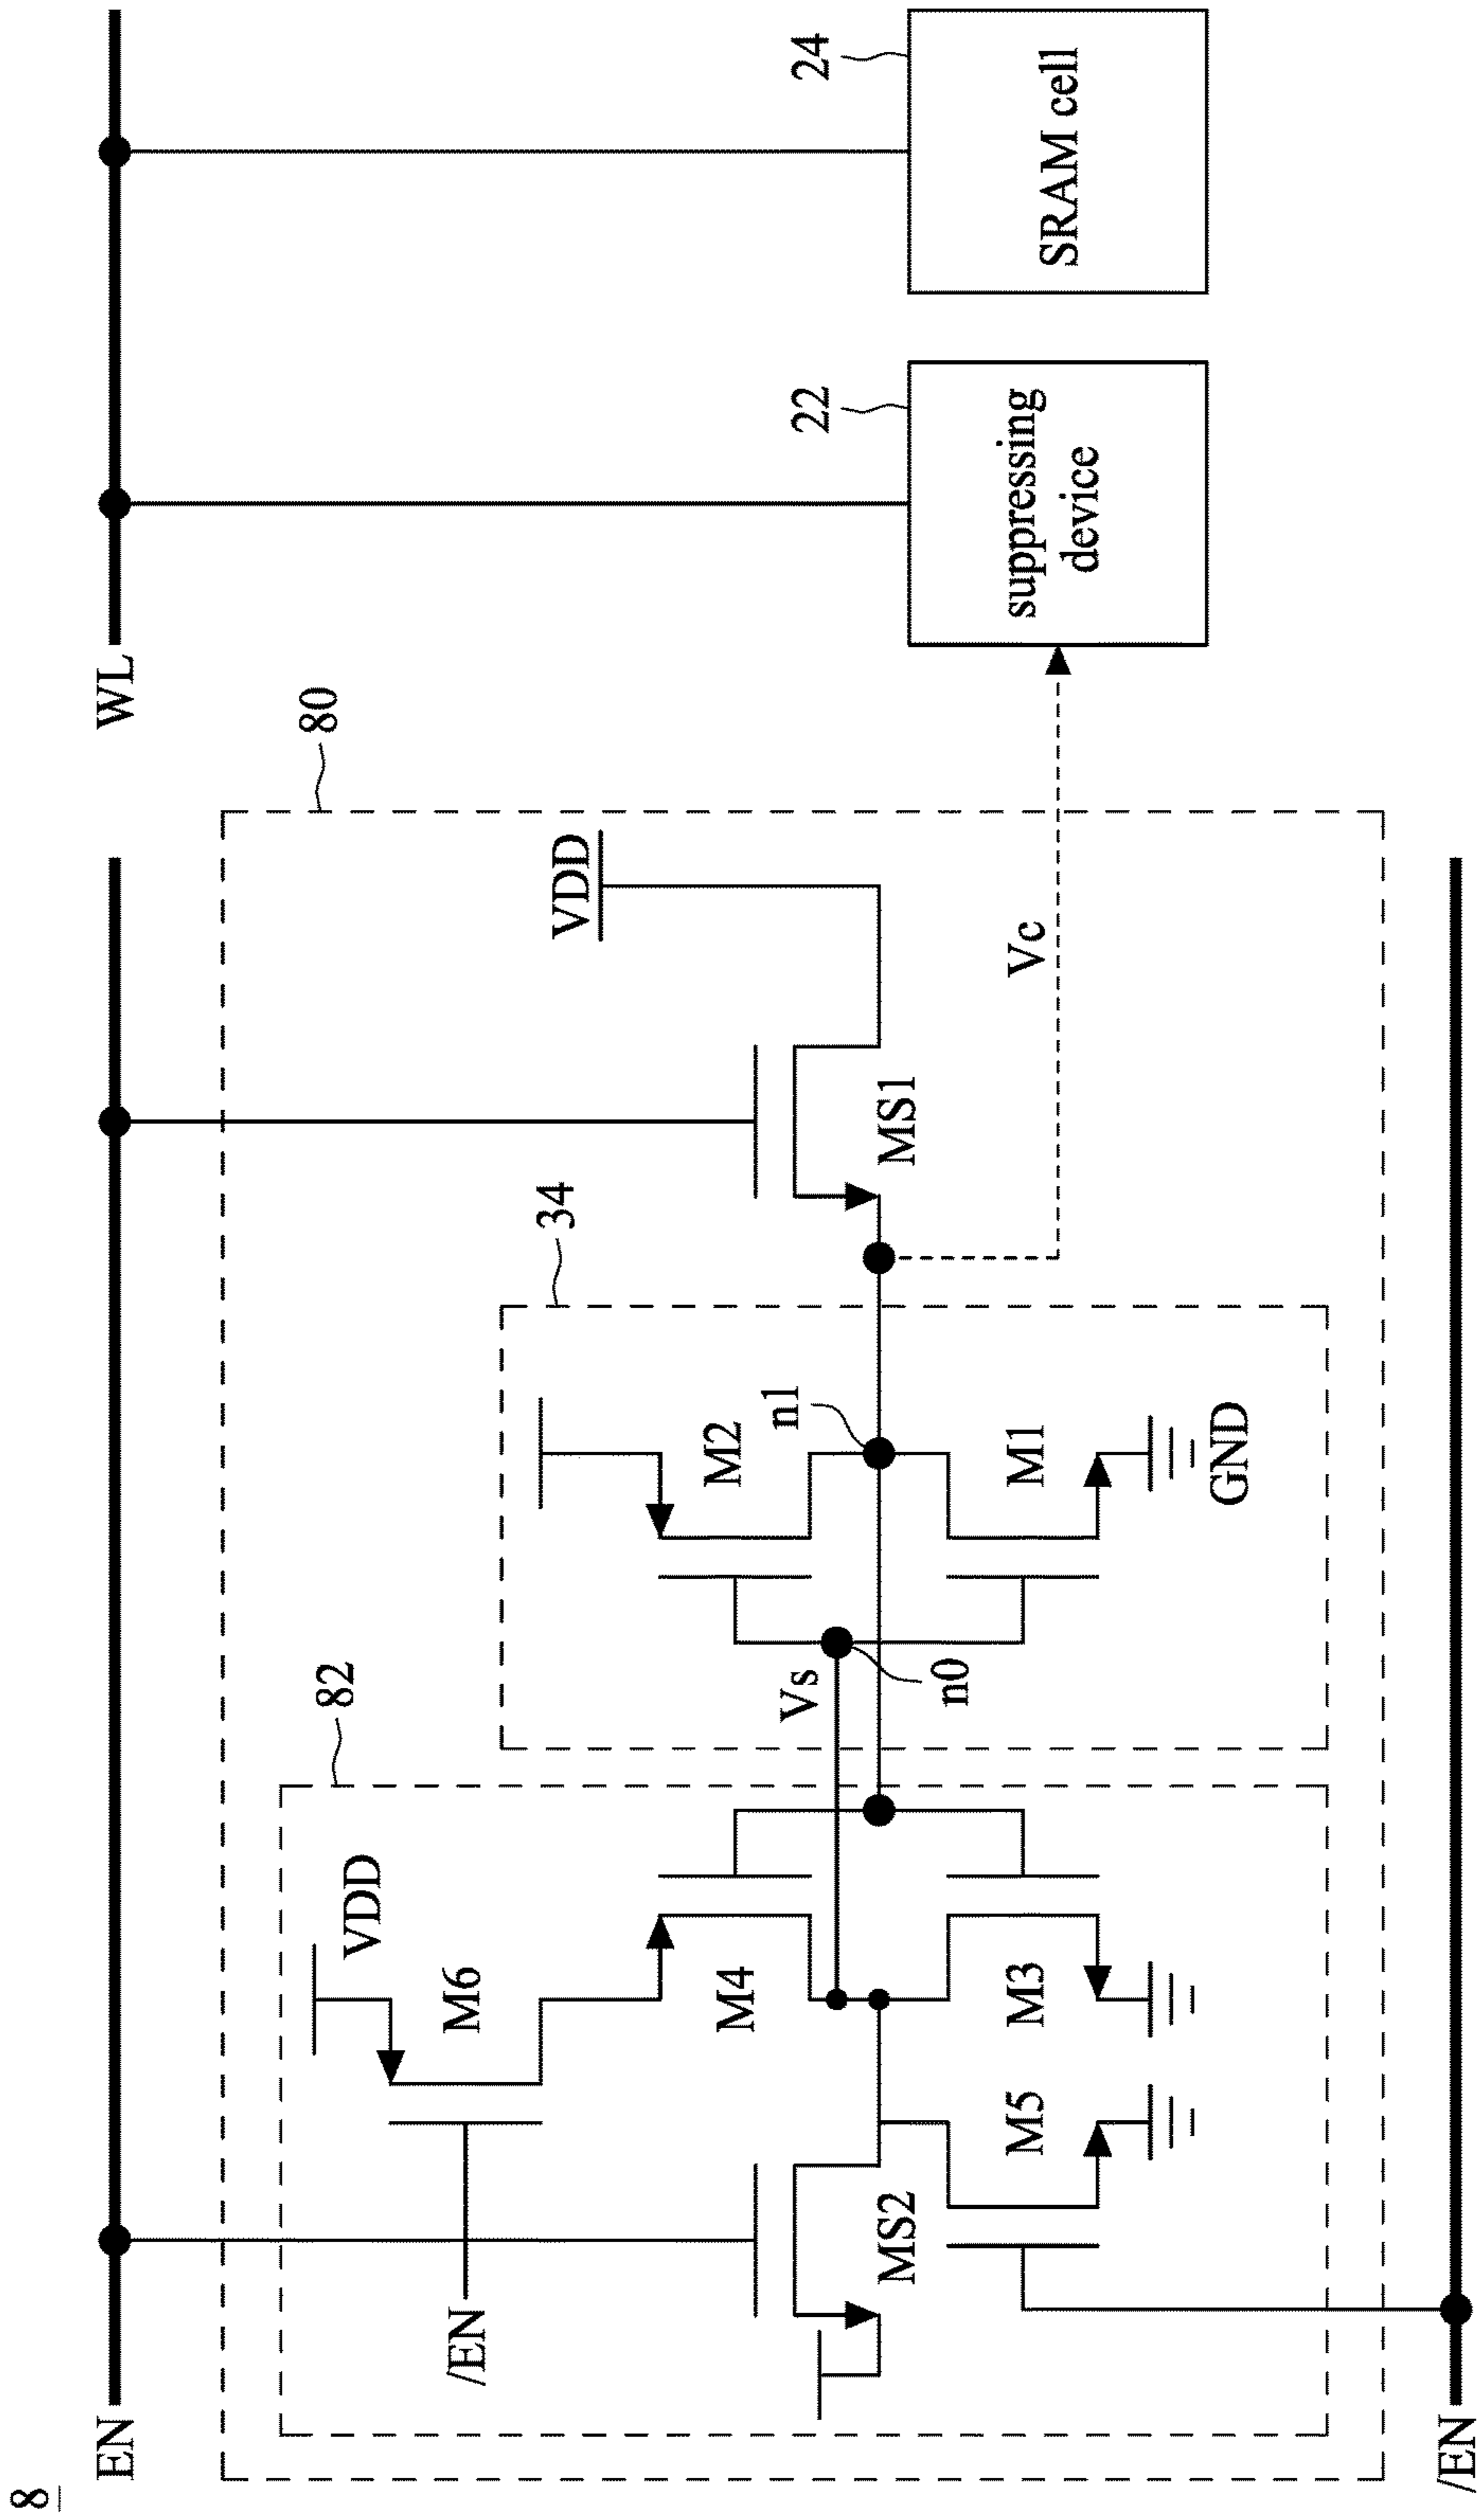 8
EN
WL
80
82
VDD
34
VDD
/EN
M6
M4
Vs
n1
M2
MS2
MS1
n0
M5
M3
M1
GND
Vc
22
suppressing
device
24
SRAM cell
/EN